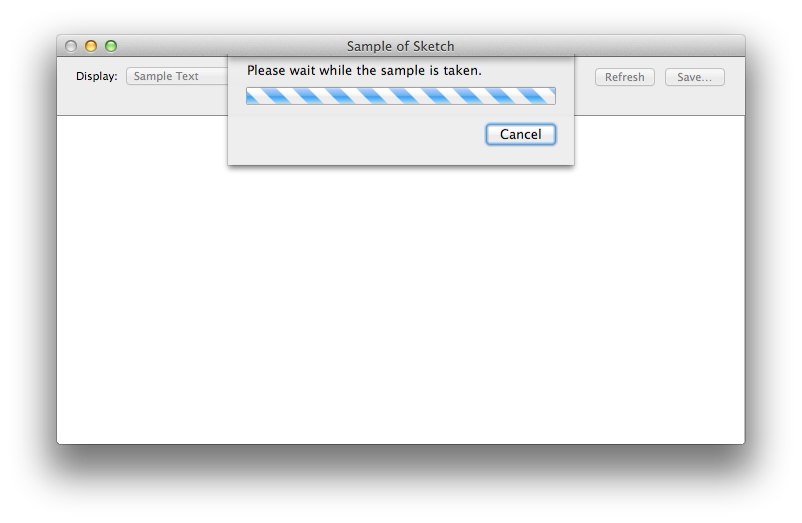 Sample of Sketch
Display: Sample Text
Please wait while the sample is taken.
Refresh Save...
Cancel